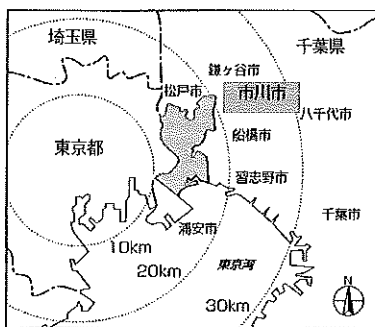 埼玉県
千葉県
鎌ヶ谷市
松戸市
市川市
八千代市
東京都
船橋市
習志野市
千葉市
浦安市
10km
東京湾
20km
30km
N